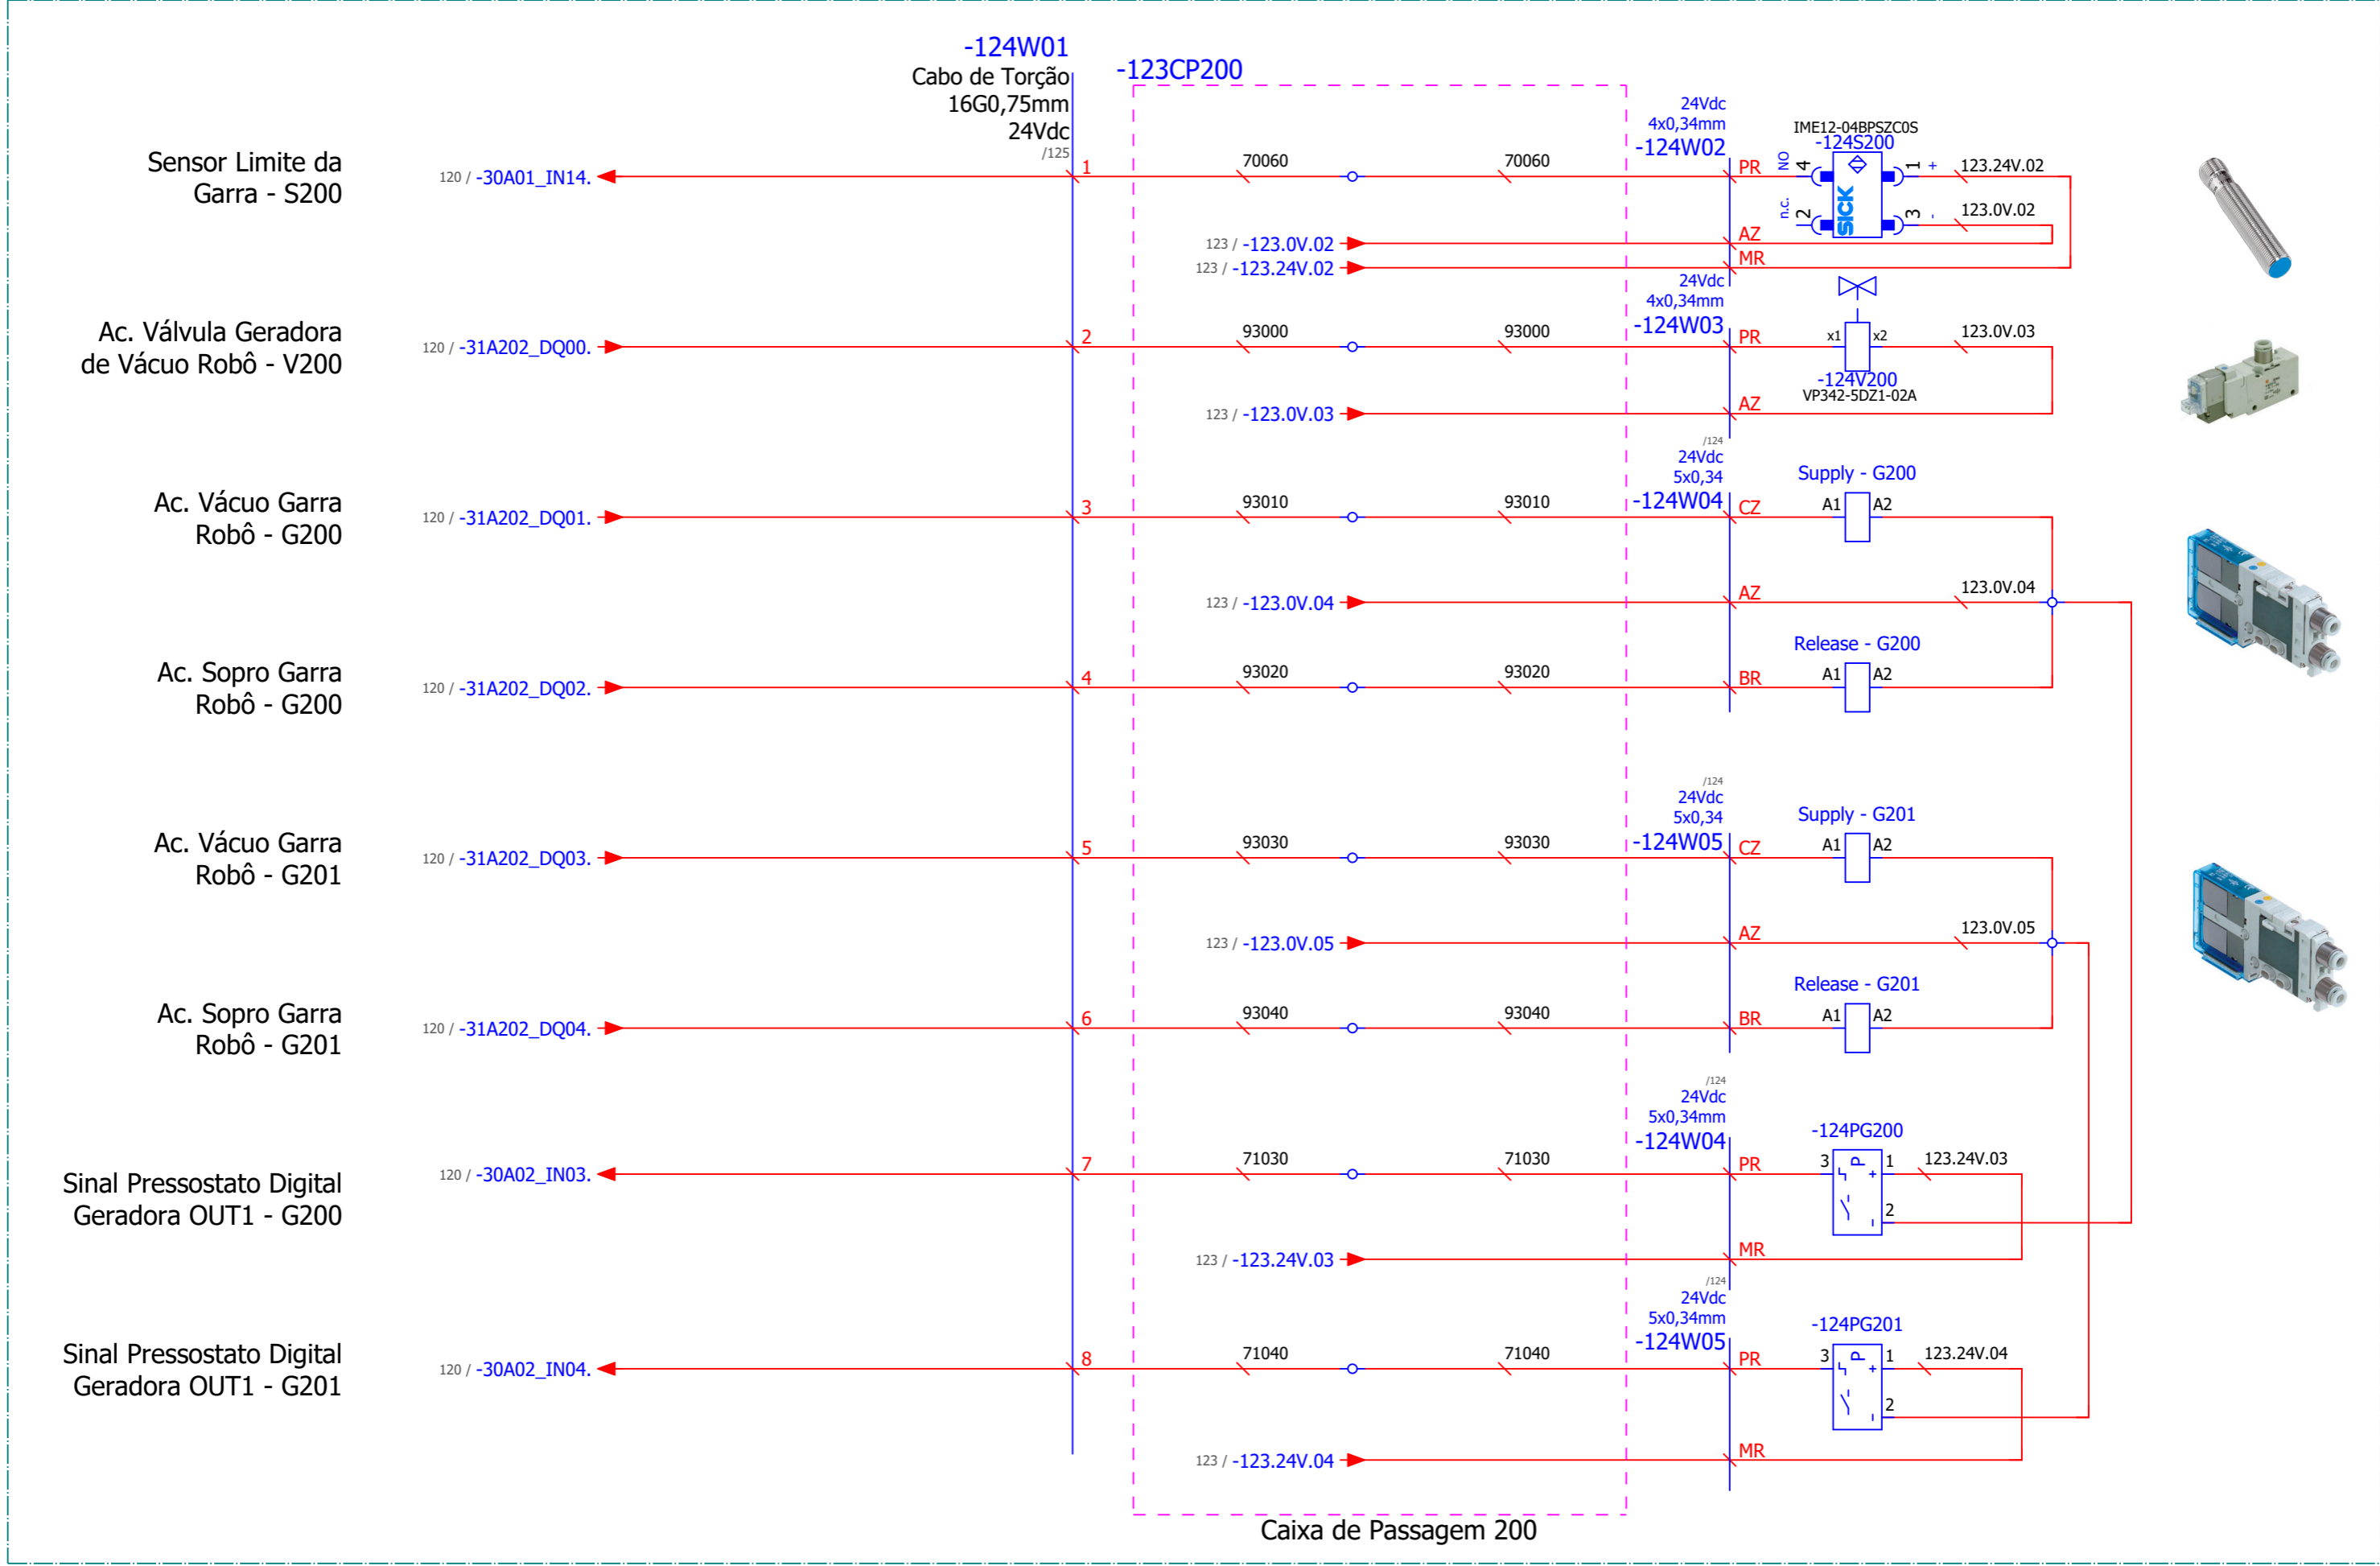 -124W01
Cabo de Torção
16G0,75mm
24Vdc
/125
-123CP200
Sensor Limite da
Garra - S200
120 / -30A01_IN14.
1
70060
70060
24Vdc
4x0,34mm
-124W02
PR
IME12-04BPSZC0S
-124S200
NO
4
1
+
123.24V.02
n.c.
2
SICK
3
-
123.0V.02
123 / -123.0V.02
AZ
123 / -123.24V.02
MR
Ac. Válvula Geradora
de Vácuo Robô - V200
120 / -31A202_DQ00.
2
93000
93000
24Vdc
4x0,34mm
-124W03
PR
x1
x2
123.0V.03
-124V200
VP342-5DZ1-02A
123 / -123.0V.03
AZ
Ac. Vácuo Garra
Robô - G200
120 / -31A202_DQ01.
3
93010
93010
/124
24Vdc
5x0,34
-124W04
CZ
Supply - G200
A1
A2
123 / -123.0V.04
AZ
123.0V.04
Ac. Sopro Garra
Robô - G200
120 / -31A202_DQ02.
4
93020
93020
BR
Release - G200
A1
A2
Ac. Vácuo Garra
Robô - G201
120 / -31A202_DQ03.
5
93030
93030
/124
24Vdc
5x0,34
-124W05
CZ
Supply - G201
A1
A2
123 / -123.0V.05
AZ
123.0V.05
Ac. Sopro Garra
Robô - G201
120 / -31A202_DQ04.
6
93040
93040
BR
Release - G201
A1
A2
Sinal Pressostato Digital
Geradora OUT1 - G200
120 / -30A02_IN03.
7
71030
71030
/124
24Vdc
5x0,34mm
-124W04
PR
-124PG200
3
P
1
+
123.24V.03
2
-
123 / -123.24V.03
MR
Sinal Pressostato Digital
Geradora OUT1 - G201
120 / -30A02_IN04.
8
71040
71040
/124
24Vdc
5x0,34mm
-124W05
PR
-124PG201
3
P
1
+
123.24V.04
2
-
123 / -123.24V.04
MR
Caixa de Passagem 200